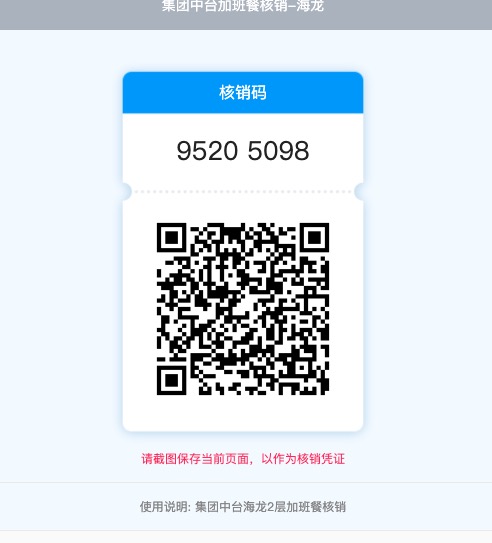 集团中台加班餐核销-海龙
核销码
9520 5098
请截图保存当前页面，以作为核销凭证
使用说明: 集团中台海龙2层加班餐核销